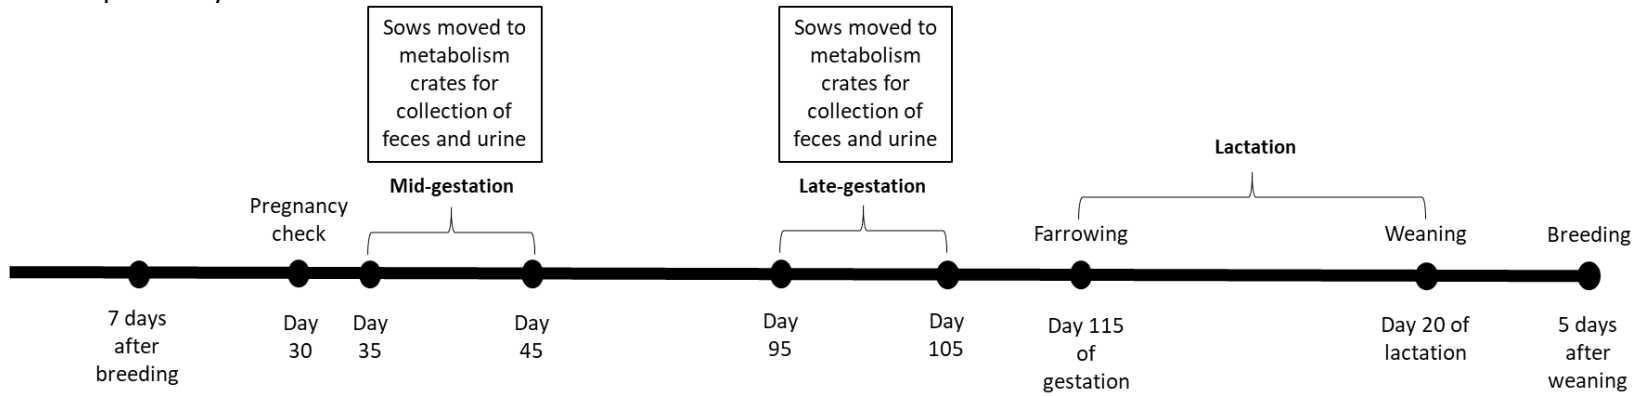 Sows moved to
metabolism
crates for
collection of
feces and urine
Sows moved to
metabolism
crates for
collection of
feces and urine
Lactation
Mid-gestation
Late-gestation
Pregnancy
check
Farrowing
Weaning
Breeding
7 days
after
breeding
Day
30
Day
35
Day
45
Day
95
Day
105
Day 115
of
gestation
Day 20 of
lactation
5 days
after
weaning